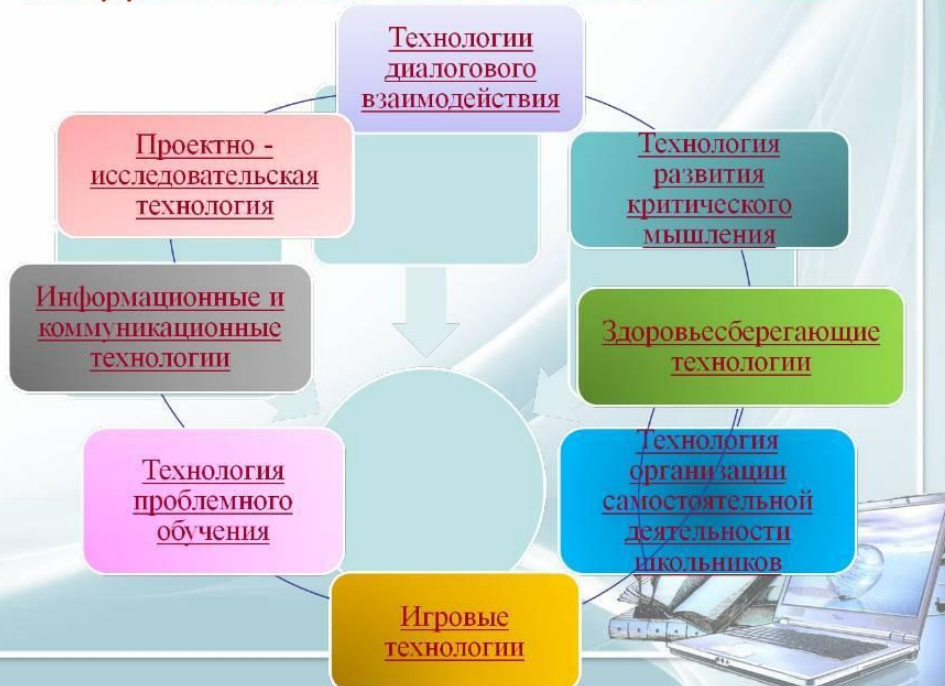 Технологии
диалогового
взаимодействия
Проектно -
исследовательская
технология
Технология
развития
критического
мышления
Информационные и
коммуникационные
технологии
Здоровьесберегающие
технологии
Технология
проблемного
обучения
Технология
организации
самостоятельной
деятельности
школьников
Игровые
технологии